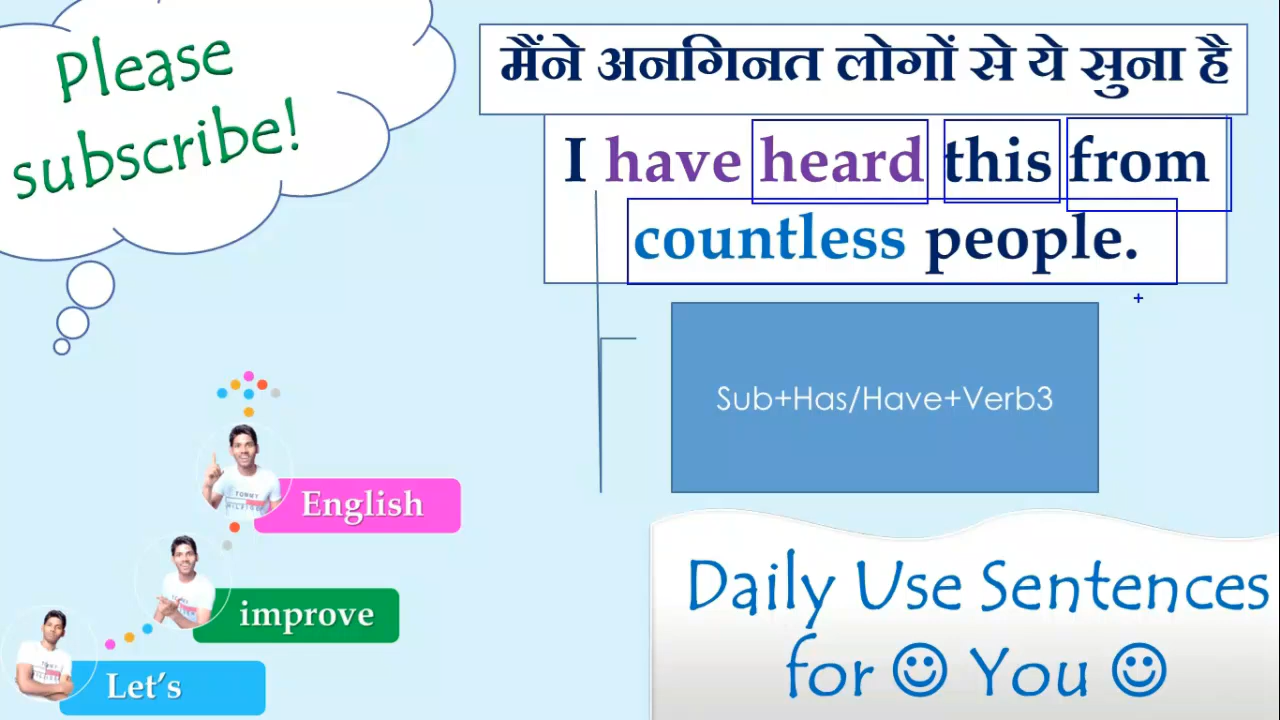 Please
subscribe!
मैंने अनगिनत लोगों से ये सुना है
I have heard this from
countless people.
Sub+Has/Have+Verb3
English
improve
Let's
Daily Use Sentences
for ☺ You ☺